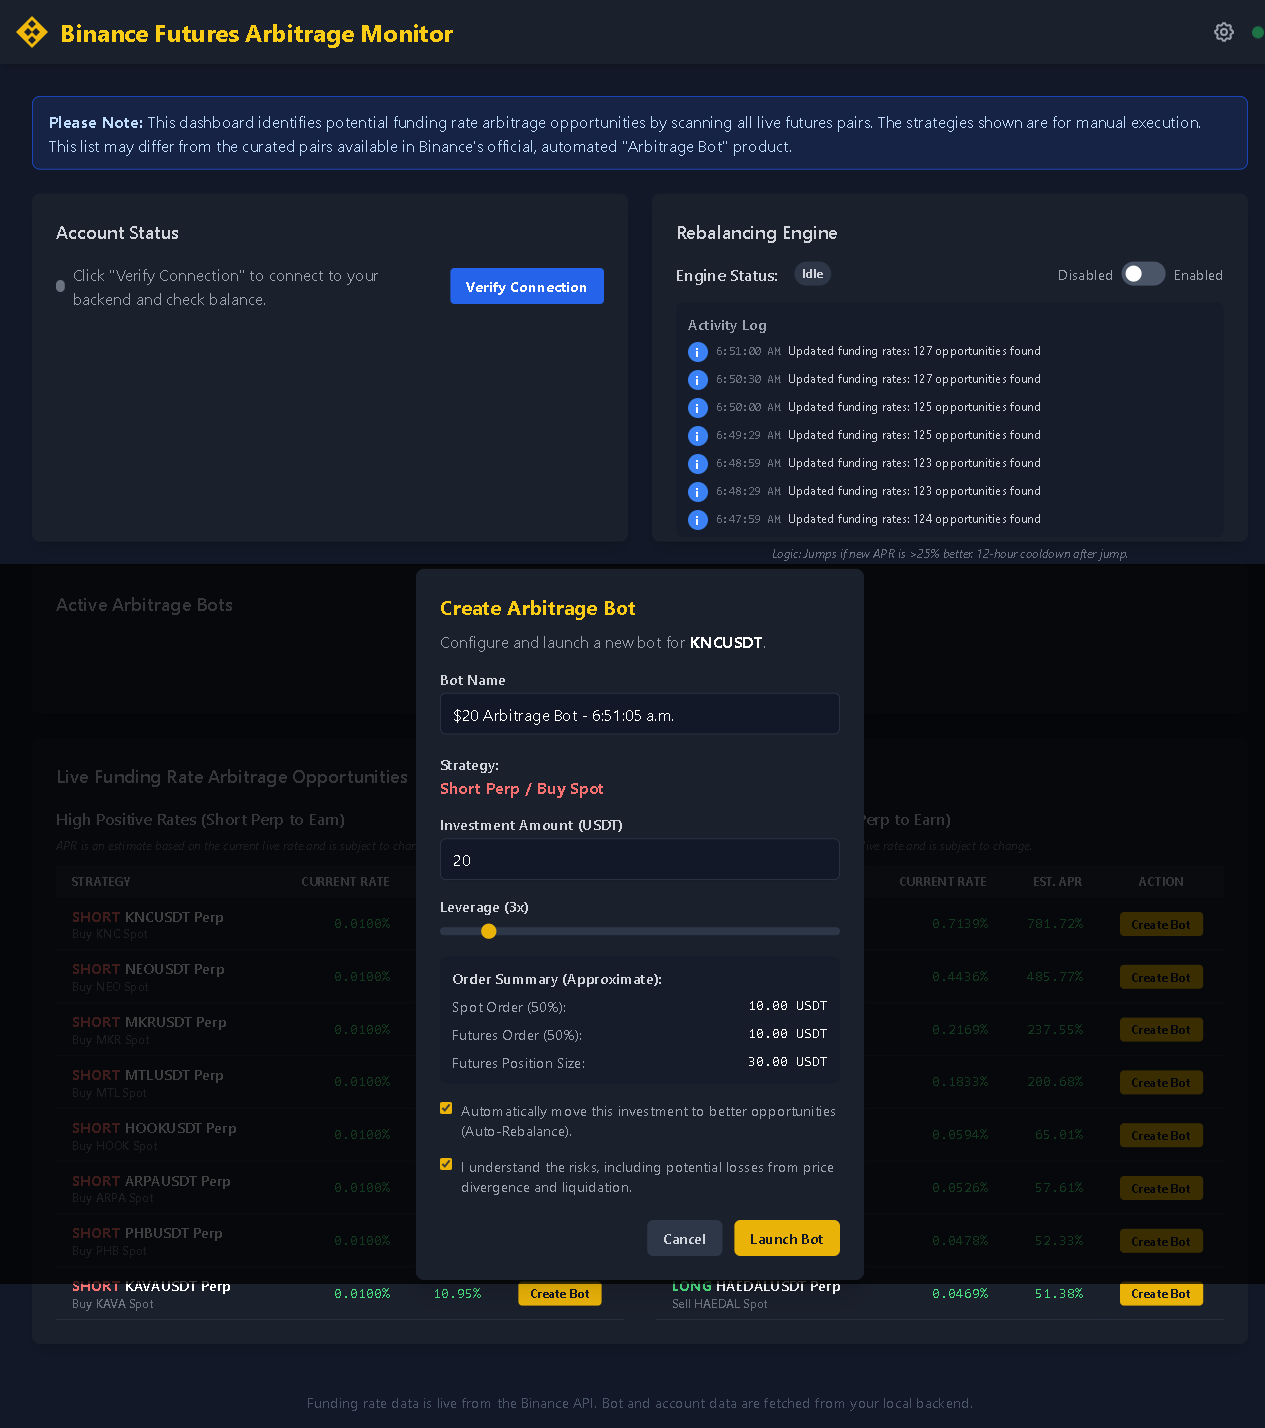 Binance Futures Arbitrage Monitor
Please Note: This dashboard identifies potential funding rate arbitrage opportunities by scanning all live futures pairs. The strategies shown are for manual execution.
This list may differ from the curated pairs available in Binance's official, automated "Arbitrage Bot" product.
Account Status
Click "Verify Connection" to connect to your
backend and check balance.
Verify Connection
Rebalancing Engine
Engine Status: Idle
Disabled Enabled
Activity Log
6:51:00 AM Updated funding rates: 127 opportunities found
6:50:30 AM Updated funding rates: 127 opportunities found
6:50:00 AM Updated funding rates: 125 opportunities found
6:49:29 AM Updated funding rates: 125 opportunities found
6:48:59 AM Updated funding rates: 123 opportunities found
6:48:29 AM Updated funding rates: 123 opportunities found
6:47:59 AM Updated funding rates: 124 opportunities found
Logic: Jumps if new APR is >25% better. 12-hour cooldown after jump.
Active Arbitrage Bots
Create Arbitrage Bot
Configure and launch a new bot for KNCUSDT.
Bot Name
$20 Arbitrage Bot - 6:51:05 a.m.
Strategy:
Short Perp / Buy Spot
Investment Amount (USDT)
20
Leverage (3x)
Order Summary (Approximate):
Spot Order (50%): 10.00 USDT
Futures Order (50%): 10.00 USDT
Futures Position Size: 30.00 USDT
Automatically move this investment to better opportunities
(Auto-Rebalance).
I understand the risks, including potential losses from price
divergence and liquidation.
Cancel
Launch Bot
Live Funding Rate Arbitrage Opportunities
High Positive Rates (Short Perp to Earn)
APR is an estimate based on the current live rate and is subject to
STRATEGY CURRENT RATE
SHORT KNCUSDT Perp 0.0100%
Buy KNC Spot
SHORT NEOUSDT Perp 0.0100%
Buy NEO Spot
SHORT MKRUSDT Perp 0.0100%
Buy MKR Spot
SHORT MTLUSDT Perp 0.0100%
Buy MTL Spot
SHORT HOOKUSDT Perp 0.0100%
Buy HOOK Spot
SHORT ARPAUSDT Perp 0.0100%
Buy ARPA Spot
SHORT PHBUSDT Perp 0.0100%
Buy PHB Spot
SHORT KAVAUSDT Perp 0.0100% 10.95% Create Bot
Buy KAVA Spot
Perp to Earn)
live rate and is subject to change.
CURRENT RATE EST. APR ACTION
0.7139% 781.72% Create Bot
0.4436% 485.77% Create Bot
0.2169% 237.55% Create Bot
0.1833% 200.68% Create Bot
0.0594% 65.01% Create Bot
0.0526% 57.61% Create Bot
0.0478% 52.33% Create Bot
LONG HAEDALUSDT Perp 0.0469% 51.38% Create Bot
Sell HAEDAL Spot
Funding rate data is live from the Binance API. Bot and account data are fetched from your local backend.